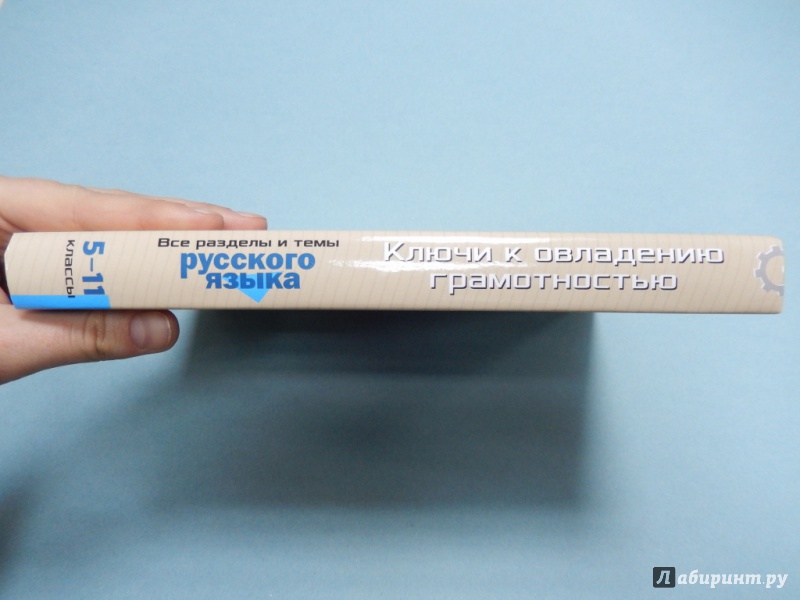 5–11
классы
Все разделы и темы
русского
языка
Ключи к овладению
грамотностью
Лабиринт.ру